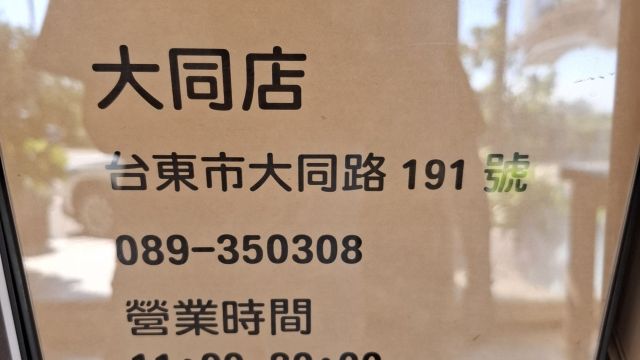 大同店
台東市大同路 191 號
089-350308
營業時間